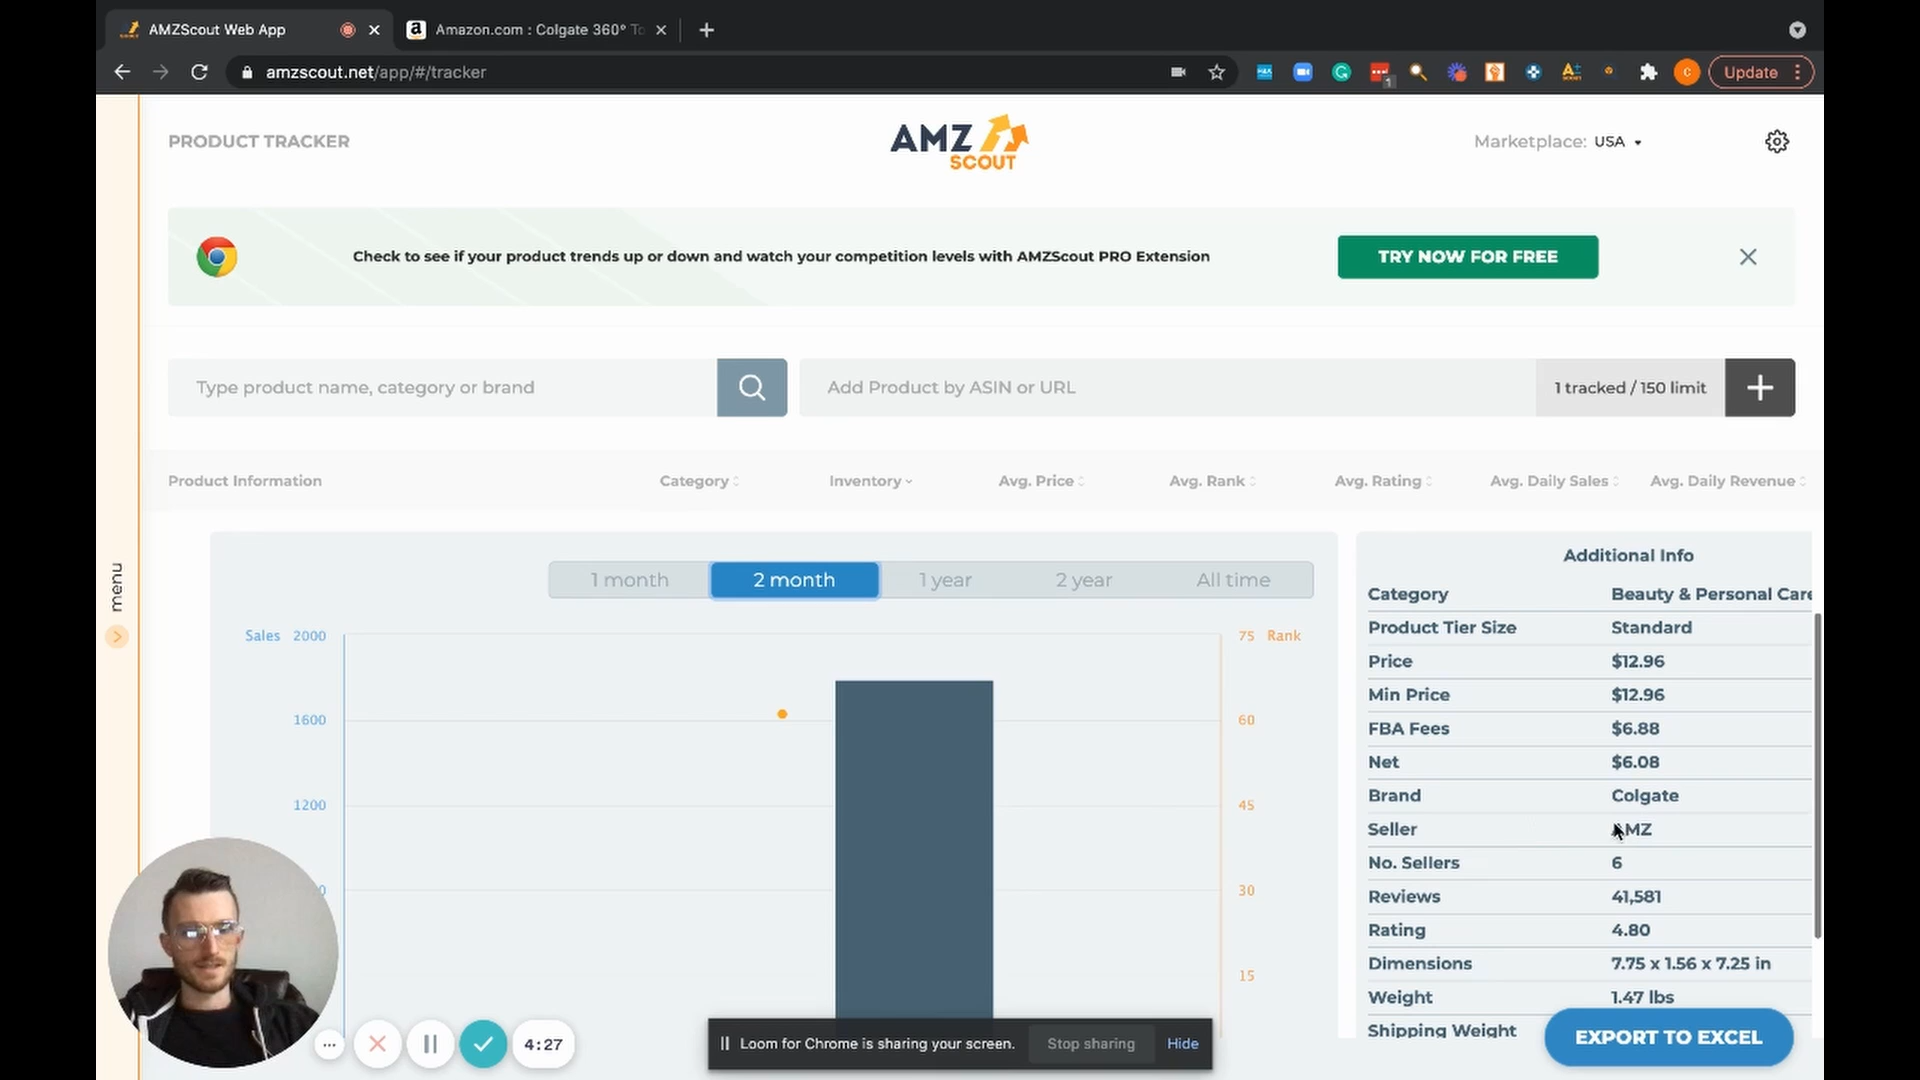 AMZScout Web App
Amazon.com : Colgate 360° To
amzscout.net/app/#/tracker
1
C
Update
PRODUCT TRACKER
AMZ
SCOUT
Marketplace: USA
Check to see if your product trends up or down and watch your competition levels with AMZScout PRO Extension
TRY NOW FOR FREE
Type product name, category or brand
Add Product by ASIN or URL
1 tracked / 150 limit
Product Information
Category
Inventory
Avg. Price
Avg. Rank
Avg. Rating
Avg. Daily Sales
Avg. Daily Revenue
menu
1 month
2 month
1 year
2 year
All time
Sales 2000
75 Rank
1600
60
1200
45
30
15
Additional Info
Category Beauty & Personal Care
Product Tier Size Standard
Price $12.96
Min Price $12.96
FBA Fees $6.88
Net $6.08
Brand Colgate
Seller AMZ
No. Sellers 6
Reviews 41,581
Rating 4.80
Dimensions 7.75 x 1.56 x 7.25 in
Weight 1.47 lbs
Shipping Weight
EXPORT TO EXCEL
4:27
Loom for Chrome is sharing your screen.
Stop sharing
Hide